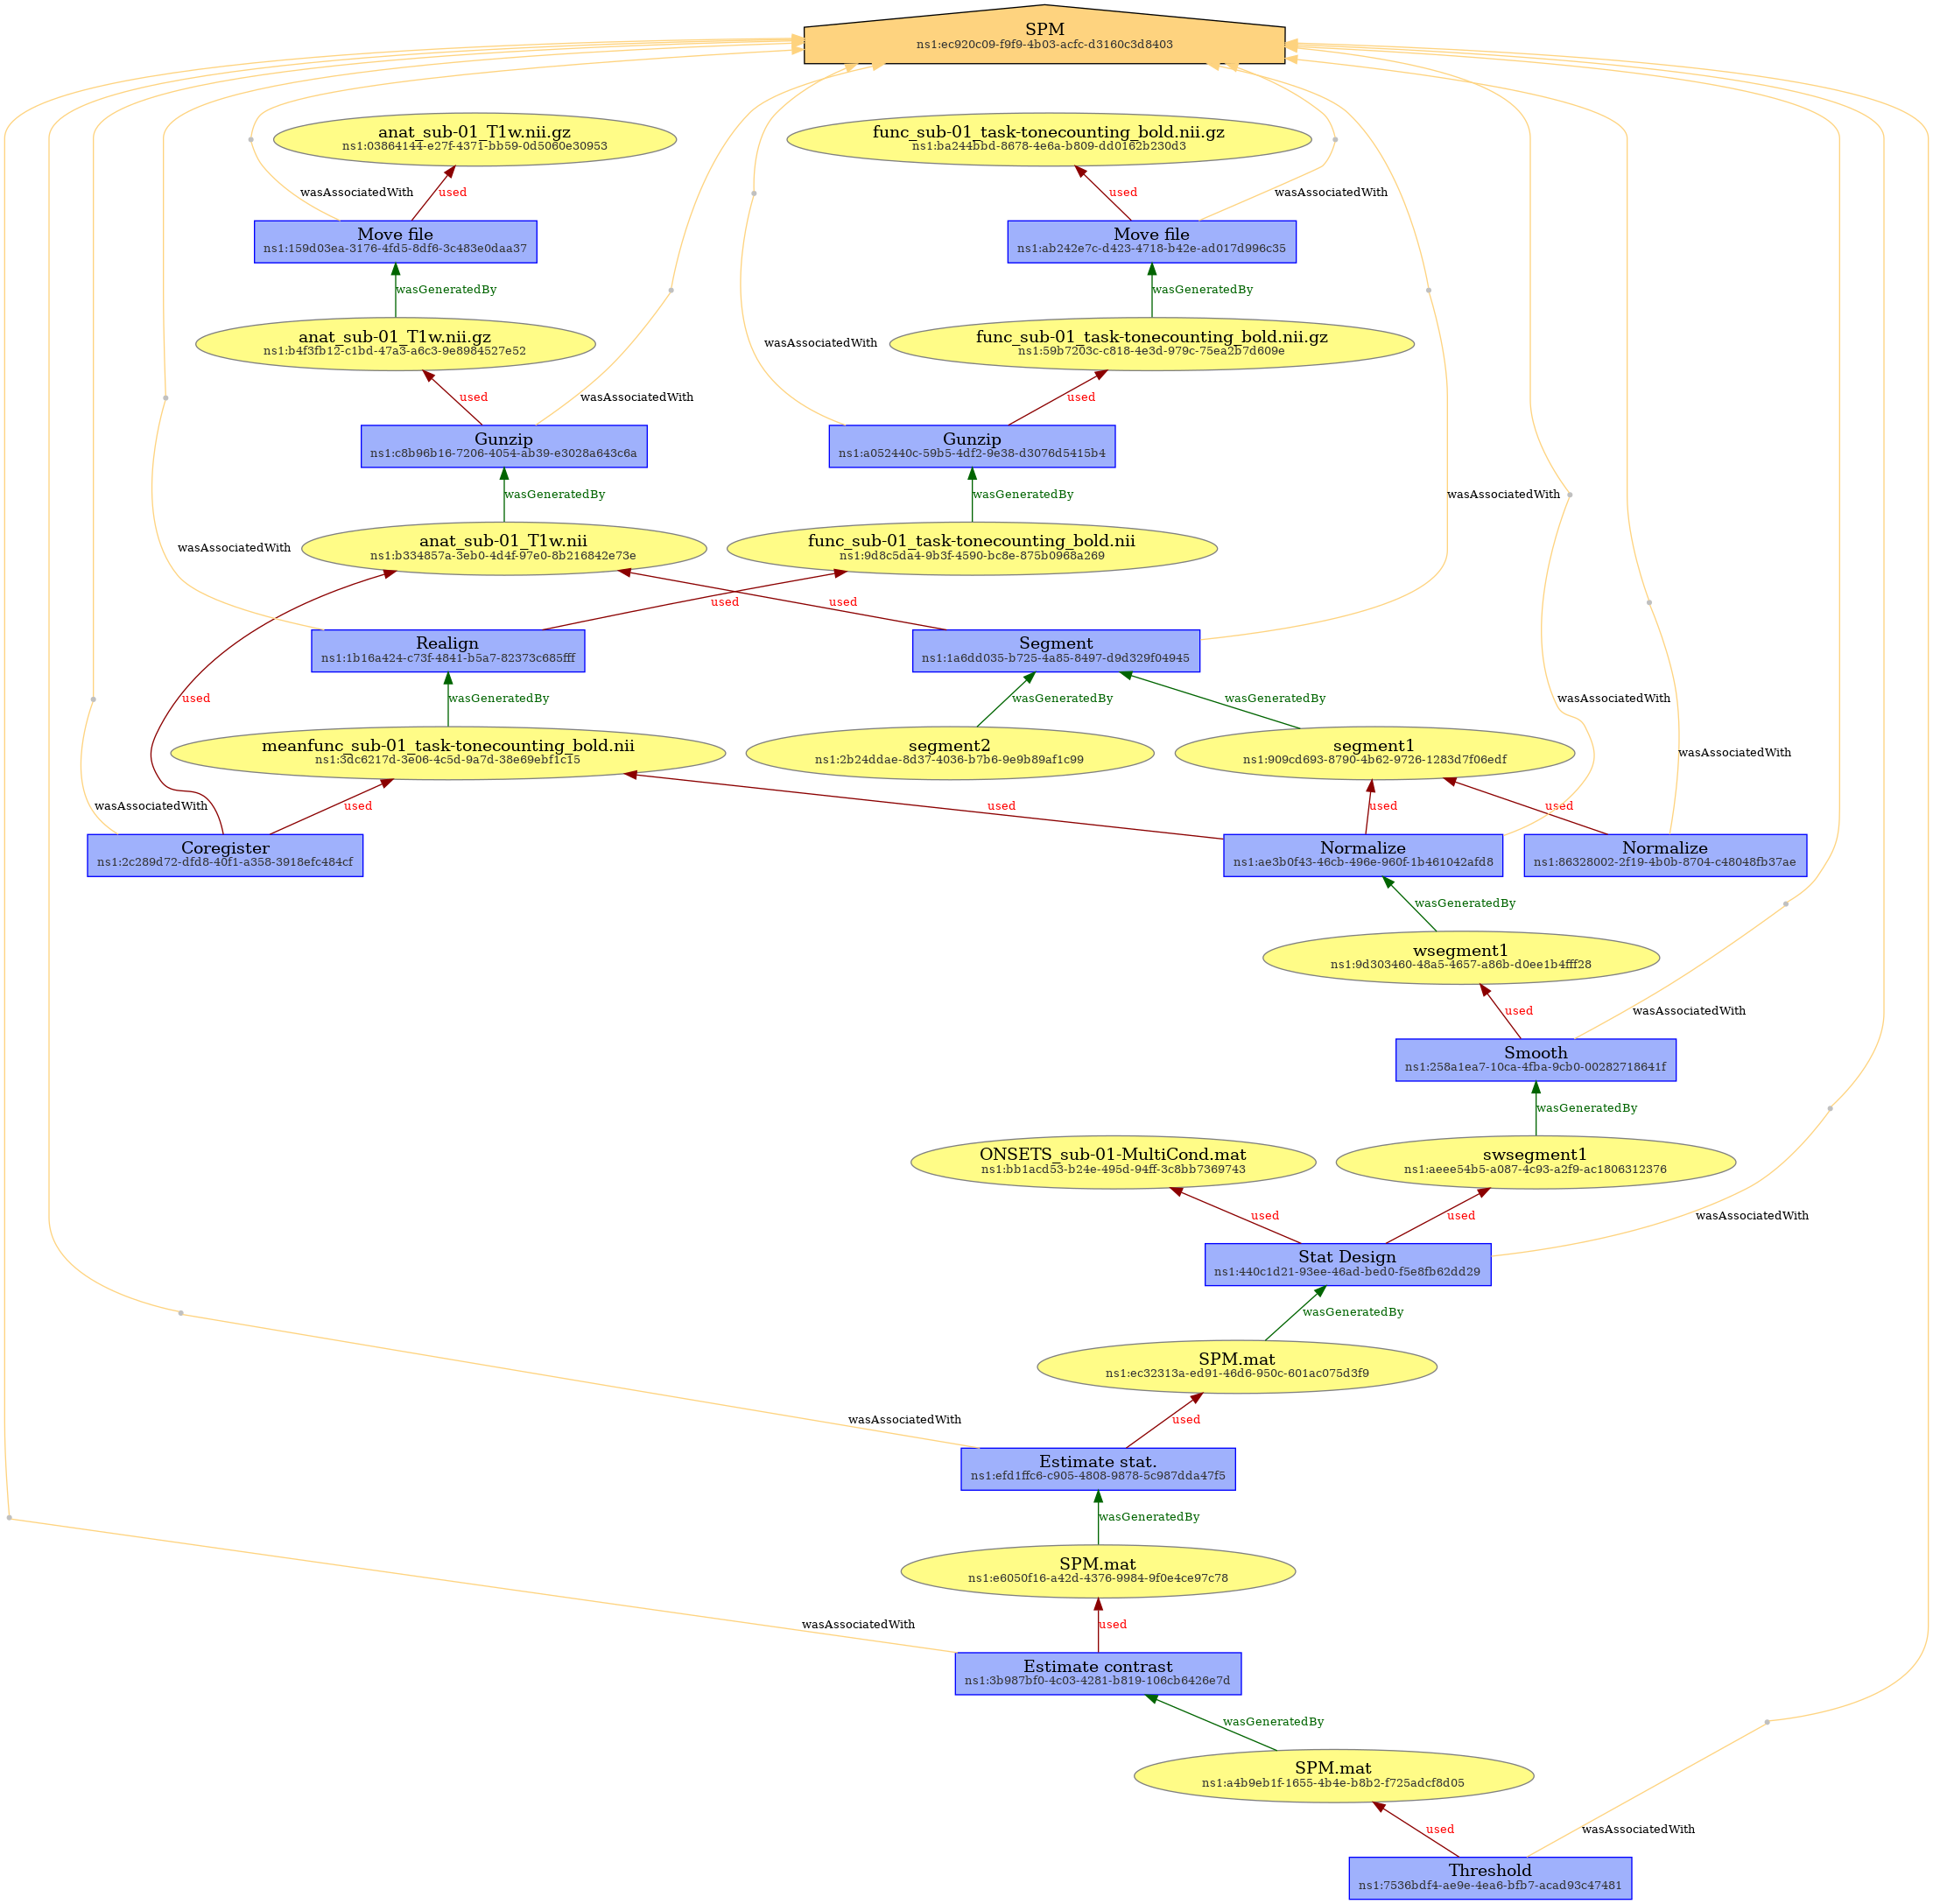 SPM
ns1:ec920c09-f9f9-4b03-acfc-d3160c3d8403
anat_sub-01_T1w.nii.gz
ns1:03864144-e27f-4371-bb59-0d5060e30953
func_sub-01_task-tonecounting_bold.nii.gz
ns1:ba244bbd-8678-4e6a-b809-dd0162b230d3
wasAssociatedWith
used
used
wasAssociatedWith
Move file
ns1:159d03ea-3176-4fd5-8df6-3c483e0daa37
Move file
ns1:ab242e7c-d423-4718-b42e-ad017d996c35
wasGeneratedBy
wasGeneratedBy
anat_sub-01_T1w.nii.gz
ns1:b4f3fb12-c1bd-47a3-a6c3-9e8984527e52
func_sub-01_task-tonecounting_bold.nii.gz
ns1:59b7203c-c818-4e3d-979c-75ea2b7d609e
wasAssociatedWith
used
wasAssociatedWith
used
Gunzip
ns1:c8b96b16-7206-4054-ab39-e3028a643c6a
Gunzip
ns1:a052440c-59b5-4df2-9e38-d3076d5415b4
wasGeneratedBy
wasGeneratedBy
wasAssociatedWith
anat_sub-01_T1w.nii
ns1:b334857a-3eb0-4d4f-97e0-8b216842e73e
func_sub-01_task-tonecounting_bold.nii
ns1:9d8c5da4-9b3f-4590-bc8e-875b0968a269
wasAssociatedWith
used
used
Realign
ns1:1b16a424-c73f-4841-b5a7-82373c685fff
Segment
ns1:1a6dd035-b725-4a85-8497-d9d329f04945
used
wasGeneratedBy
wasGeneratedBy
wasGeneratedBy
wasAssociatedWith
meanfunc_sub-01_task-tonecounting_bold.nii
ns1:3dc6217d-3e06-4c5d-9a7d-38e69ebf1c15
segment2
ns1:2b24ddae-8d37-4036-b7b6-9e9b89af1c99
segment1
ns1:909cd693-8790-4b62-9726-1283d7f06edf
wasAssociatedWith
wasAssociatedWith
used
used
used
used
Coregister
ns1:2c289d72-dfd8-40f1-a358-3918efc484cf
Normalize
ns1:ae3b0f43-46cb-496e-960f-1b461042afd8
Normalize
ns1:86328002-2f19-4b0b-8704-c48048fb37ae
wasGeneratedBy
wsegment1
ns1:9d303460-48a5-4657-a86b-d0ee1b4fff28
used
wasAssociatedWith
Smooth
ns1:258a1ea7-10ca-4fba-9cb0-00282718641f
wasGeneratedBy
ONSETS_sub-01-MultiCond.mat
ns1:bb1acd53-b24e-495d-94ff-3c8bb7369743
swsegment1
ns1:aeee54b5-a087-4c93-a2f9-ac1806312376
used
used
wasAssociatedWith
Stat Design
ns1:440c1d21-93ee-46ad-bed0-f5e8fb62dd29
wasGeneratedBy
SPM.mat
ns1:ec32313a-ed91-46d6-950c-601ac075d3f9
wasAssociatedWith
used
Estimate stat.
ns1:efd1ffc6-c905-4808-9878-5c987dda47f5
wasGeneratedBy
SPM.mat
ns1:e6050f16-a42d-4376-9984-9f0e4ce97c78
wasAssociatedWith
used
Estimate contrast
ns1:3b987bf0-4c03-4281-b819-106cb6426e7d
wasGeneratedBy
SPM.mat
ns1:a4b9eb1f-1655-4b4e-b8b2-f725adcf8d05
used
wasAssociatedWith
Threshold
ns1:7536bdf4-ae9e-4ea6-bfb7-acad93c47481